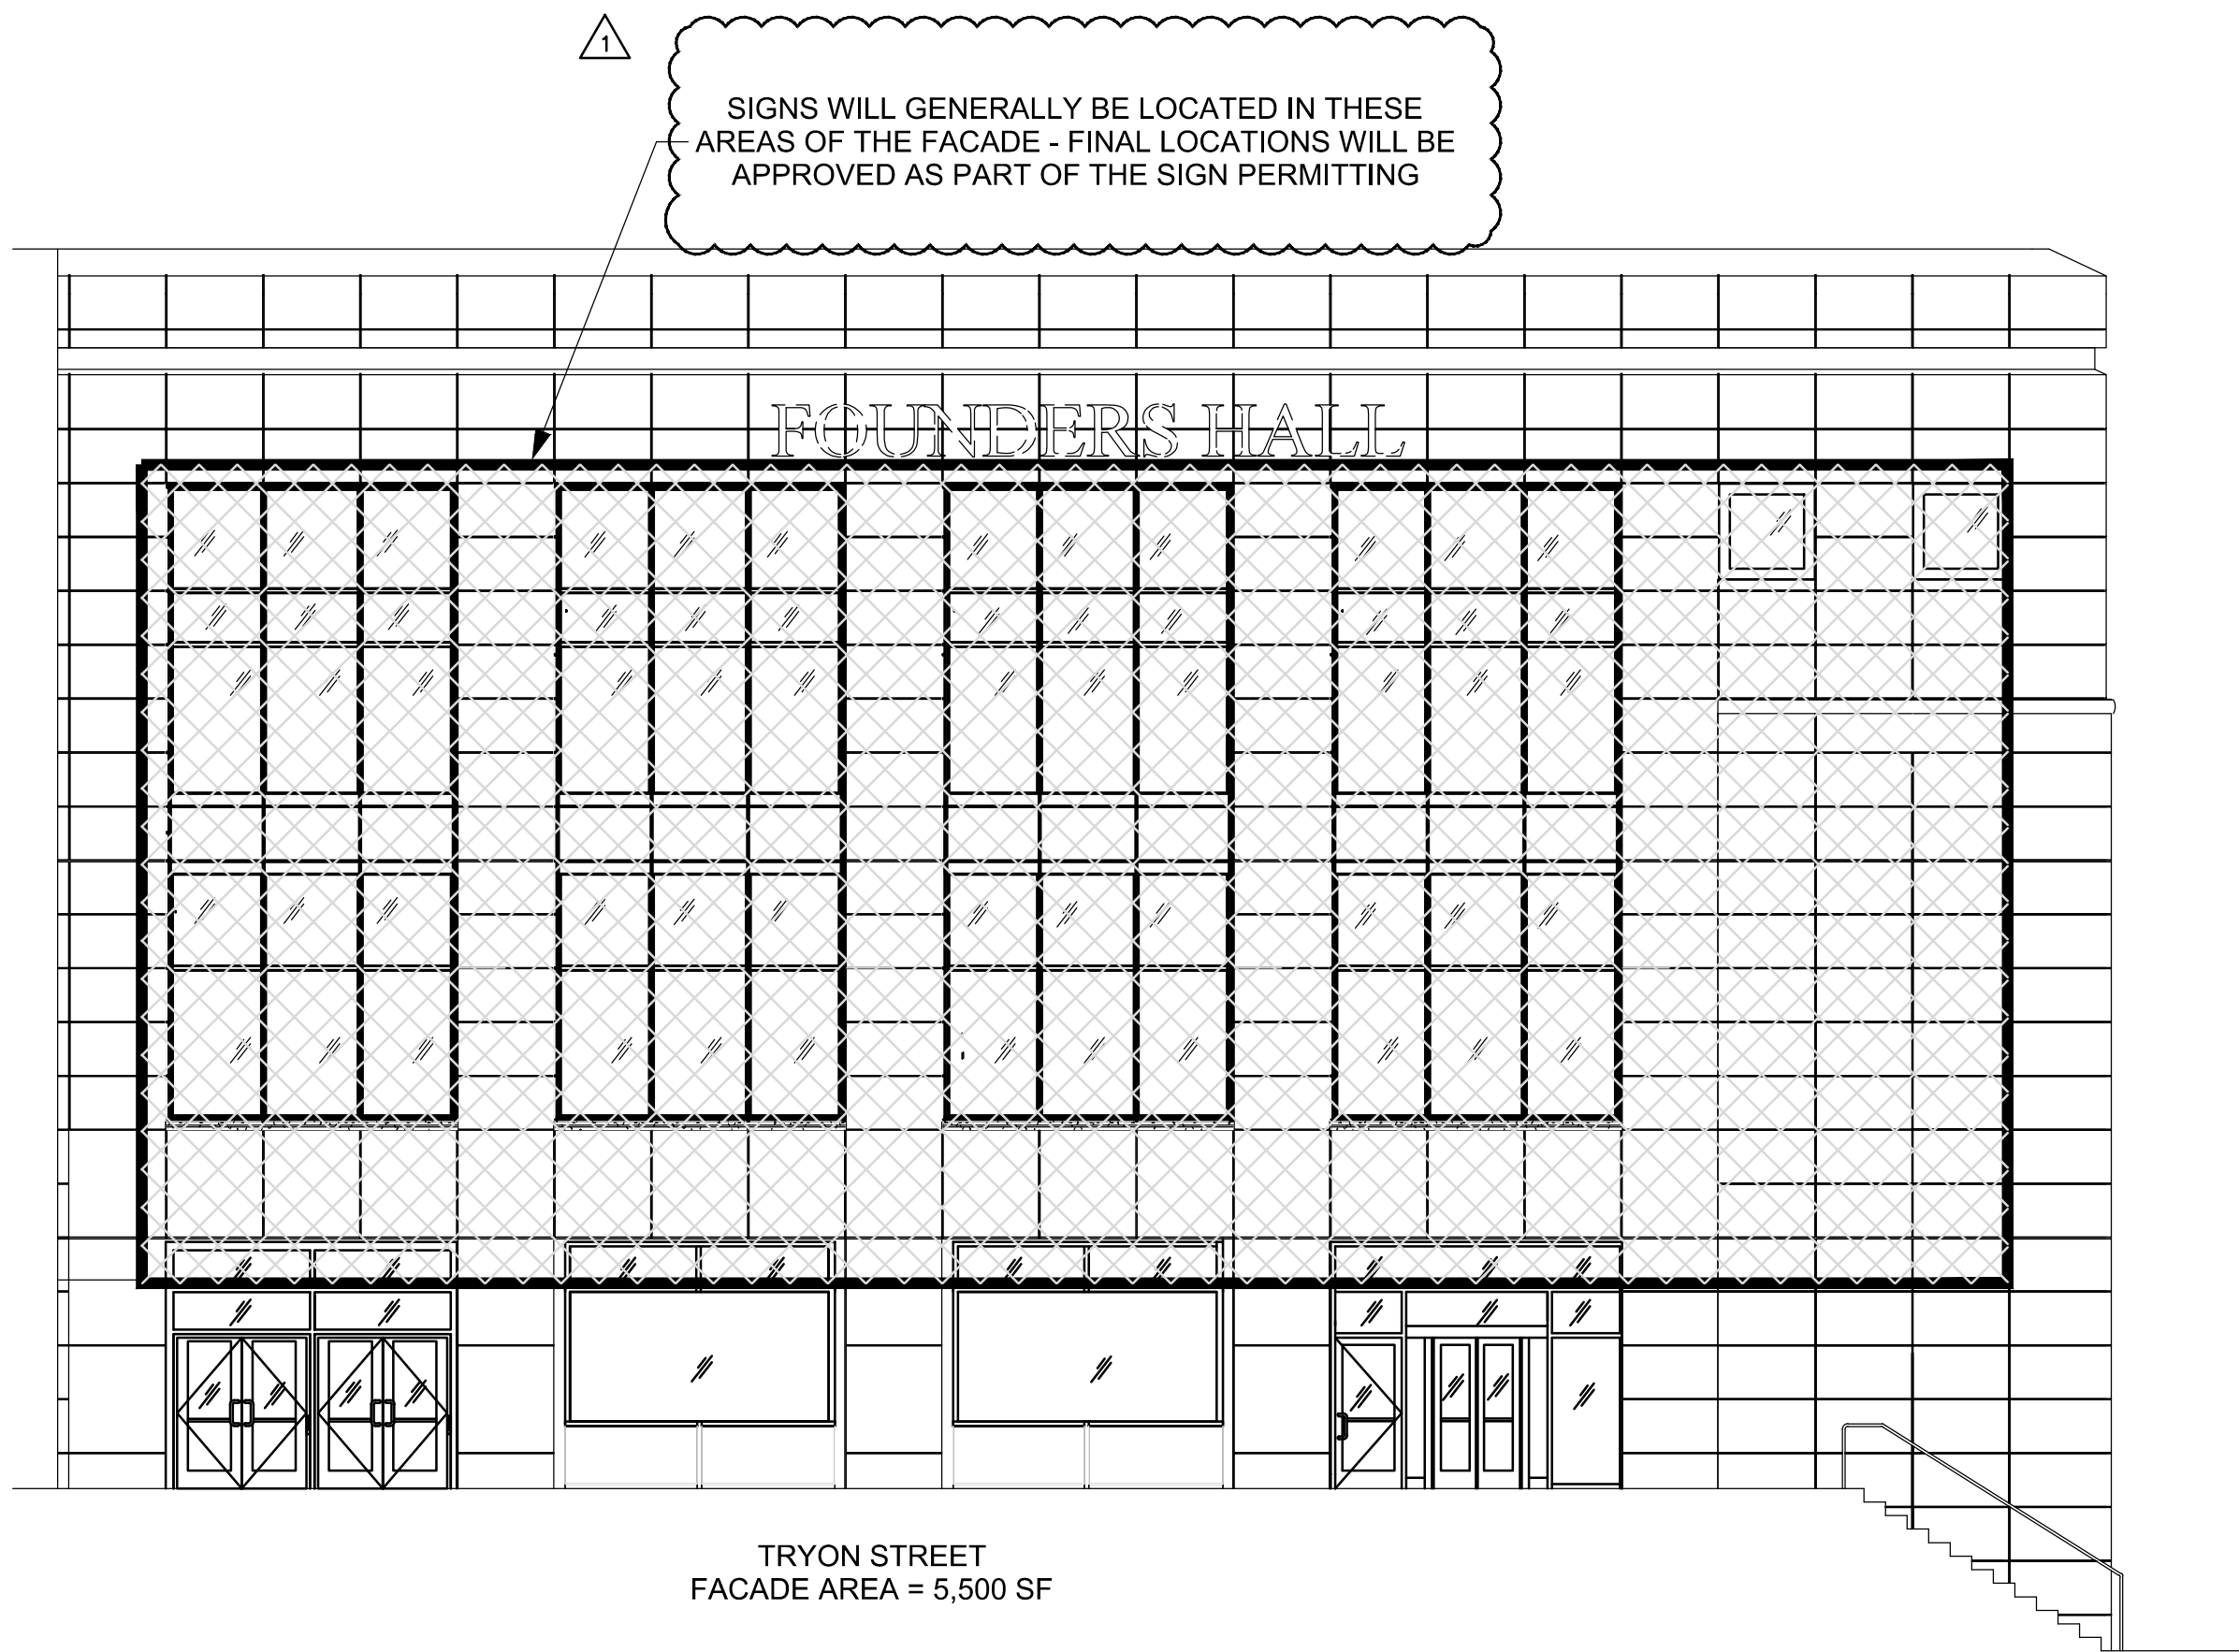 1
SIGNS WILL GENERALLY BE LOCATED IN THESE
AREAS OF THE FACADE - FINAL LOCATIONS WILL BE
APPROVED AS PART OF THE SIGN PERMITTING
FOUNDERS HALL
TRYON STREET
FACADE AREA = 5,500 SF